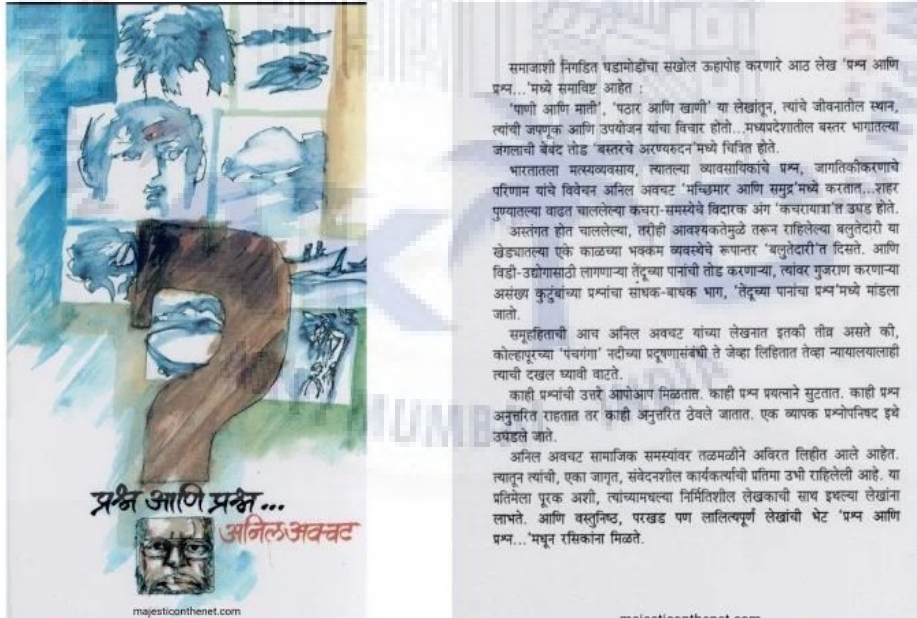 प्रश्न आणि प्रश्न...
अनिल अवचट
majesticonthenet.com
समाजाशी निगडित घडामोडींचा सखोल ऊहापोह करणारे आठ लेख 'प्रश्न आणि
प्रश्न...'मध्ये समाविष्ट आहेत :
'पाणी आणि माती', 'पठार आणि खाणी' या लेखांतून, त्यांचे जीवनातील स्थान,
त्यांची जपणूक आणि उपयोजन यांचा विचार होतो...मध्यप्रदेशातील बस्तर भागातल्या
जंगलाची बेबंद तोड 'बस्तरचे अरण्यरुदन'मध्ये चित्रित होते.
भारतातला मत्स्यव्यवसाय, त्यातल्या व्यावसायिकांचे प्रश्न, जागतिकीकरणाचे
परिणाम यांचे विवेचन अनिल अवचट 'मच्छिमार आणि समुद्र'मध्ये करतात...शहर
पुण्यातल्या वाढत चाललेल्या कचरा-समस्येचे विदारक अंग 'कचरायात्रा'त उघड होते.
अस्तंगत होत चाललेल्या, तरीही आवश्यकतेमुळे तरून राहिलेल्या बलुतेदारी या
खेड्यातल्या एके काळच्या भक्कम व्यवस्थेचे रूपान्तर 'बलुतेदारी'त दिसते. आणि
विडी-उद्योगासाठी लागणाऱ्या तेंदूच्या पानांची तोड करणाऱ्या, त्यांवर गुजराण करणाऱ्या
असंख्य कुटुंबांच्या प्रश्नांचा साधक-बाधक भाग, 'तेंदूच्या पानांचा प्रश्न'मध्ये मांडला
जातो.
समूहहिताची आच अनिल अवचट यांच्या लेखनात इतकी तीव्र असते की,
कोल्हापूरच्या 'पंचगंगा' नदीच्या प्रदूषणासंबंधी ते जेव्हा लिहितात तेव्हा न्यायालयालाही
त्याची दखल घ्यावी वाटते.
काही प्रश्नांची उत्तरे आपोआप मिळतात. काही प्रश्न प्रयत्नाने सुटतात. काही प्रश्न
अनुत्तरित राहतात तर काही अनुत्तरित ठेवले जातात. एक व्यापक प्रश्नोपनिषद इथे
उघडले जाते.
अनिल अवचट सामाजिक समस्यांवर तळमळीने अविरत लिहीत आले आहेत.
त्यातून त्यांची, एका जागृत, संवेदनशील कार्यकर्त्याची प्रतिमा उभी राहिलेली आहे. या
प्रतिमेला पूरक अशी, त्यांच्यामधल्या निर्मितिशील लेखकाची साथ इथल्या लेखांना
लाभते. आणि वस्तुनिष्ठ, परखड पण लालित्यपूर्ण लेखांची भेट 'प्रश्न आणि
प्रश्न...'मधून रसिकांना मिळते.
majesticonthenet.com